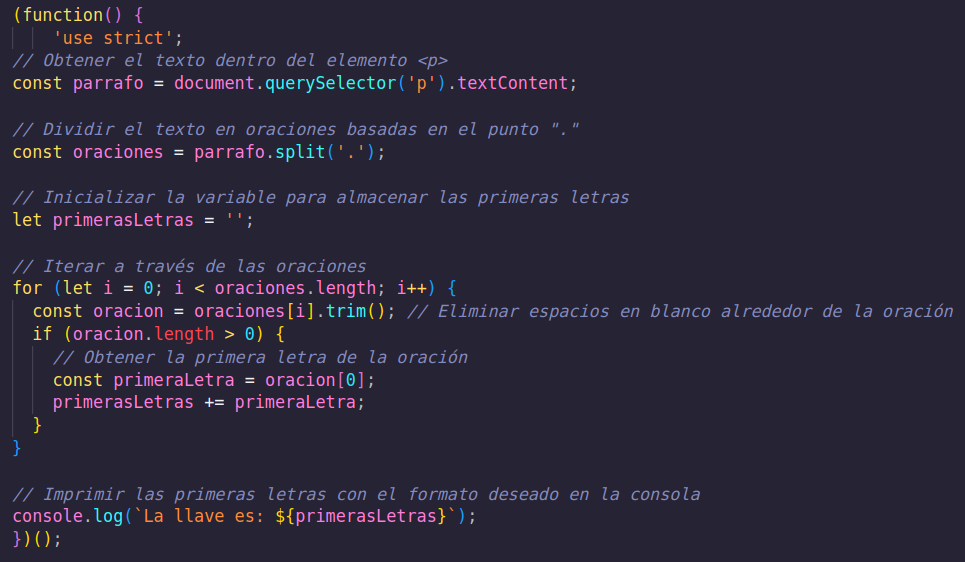 (function() {
'use strict';
// Obtener el texto dentro del elemento <p>
const parrafo = document.querySelector('p').textContent;
// Dividir el texto en oraciones basadas en el punto "."
const oraciones = parrafo.split('.');
// Inicializar la variable para almacenar las primeras letras
let primerasLetras = '';
// Iterar a través de las oraciones
for (let i = 0; i < oraciones.length; i++) {
const oracion = oraciones[i].trim(); // Eliminar espacios en blanco alrededor de la oración
if (oracion.length > 0) {
// Obtener la primera letra de la oración
const primeraLetra = oracion[0];
primerasLetras += primeraLetra;
}
}
// Imprimir las primeras letras con el formato deseado en la consola
console.log(`La llave es: ${primerasLetras}`);
})();